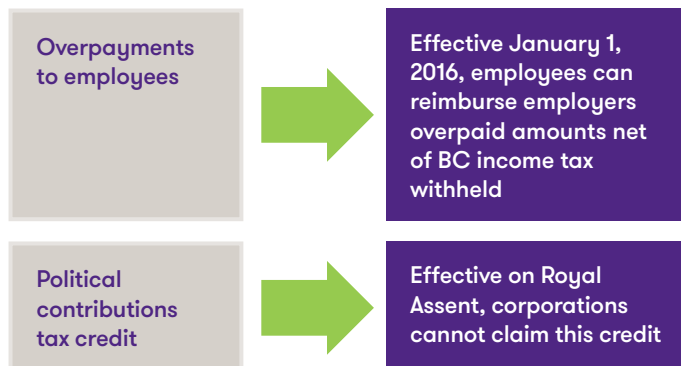 Overpayments
to employees
Effective January 1,
2016, employees can
reimburse employers
overpaid amounts net
of BC income tax
withheld
Political
contributions
tax credit
Effective on Royal
Assent, corporations
cannot claim this credit